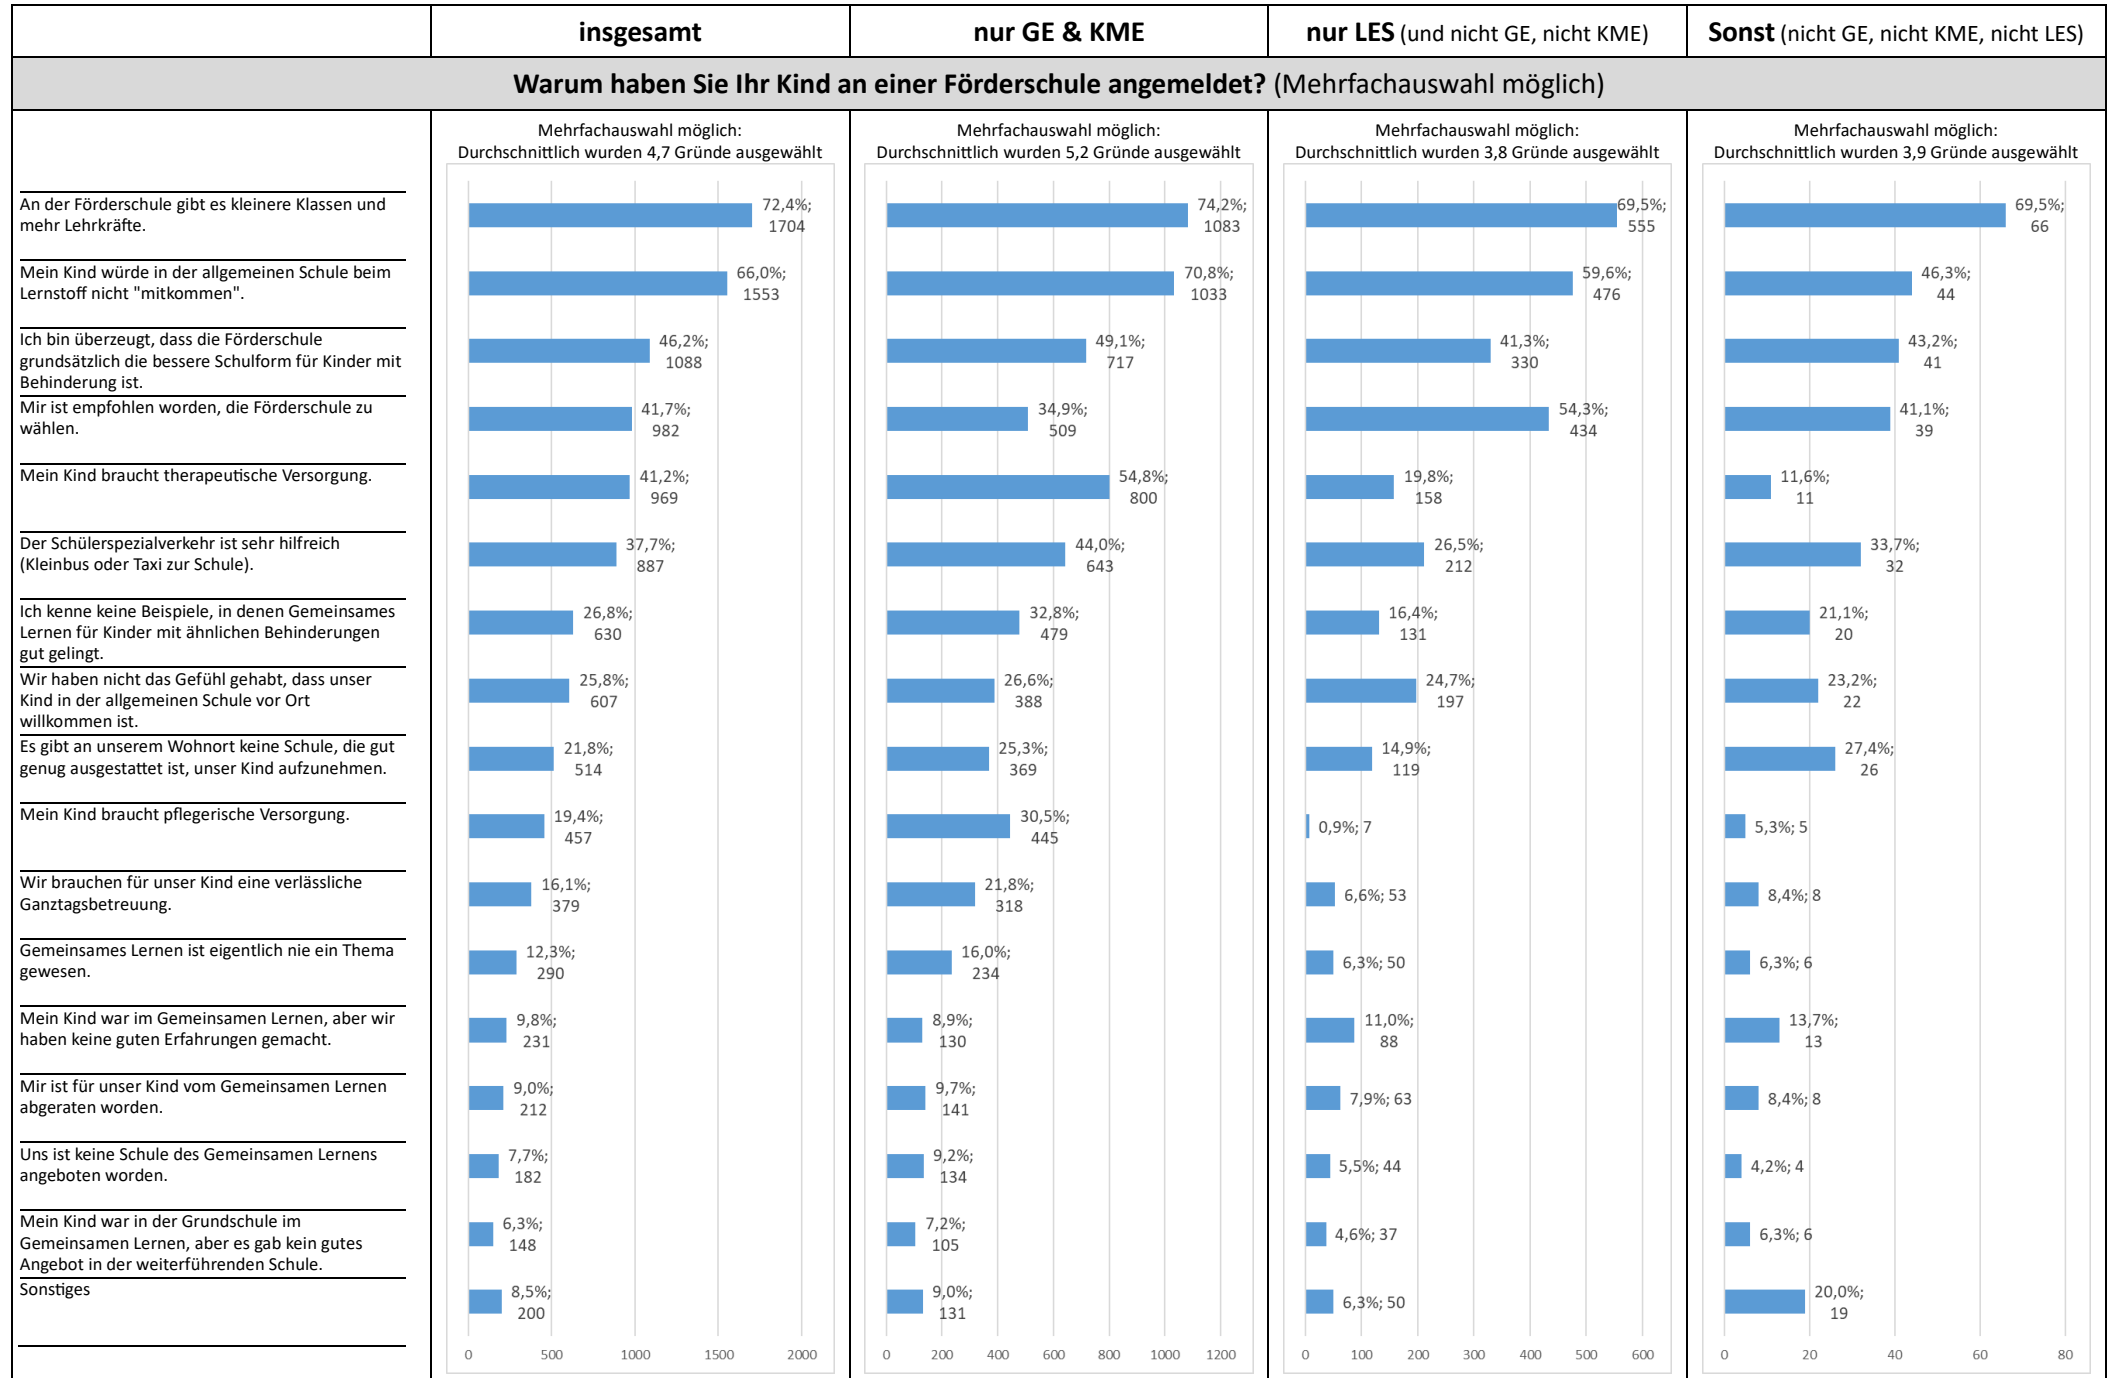 insgesamt
nur GE & KME
nur LES (und nicht GE, nicht KME)
Sonst (nicht GE, nicht KME, nicht LES)
Warum haben Sie Ihr Kind an einer Förderschule angemeldet? (Mehrfachauswahl möglich)
Mehrfachauswahl möglich:
Durchschnittlich wurden 4,7 Gründe ausgewählt
Mehrfachauswahl möglich:
Durchschnittlich wurden 5,2 Gründe ausgewählt
Mehrfachauswahl möglich:
Durchschnittlich wurden 3,8 Gründe ausgewählt
Mehrfachauswahl möglich:
Durchschnittlich wurden 3,9 Gründe ausgewählt
An der Förderschule gibt es kleinere Klassen und
mehr Lehrkräfte.
72,4%;
1704
74,2%;
1083
69,5%;
555
69,5%;
66
Mein Kind würde in der allgemeinen Schule beim
Lernstoff nicht "mitkommen".
66,0%;
1553
70,8%;
1033
59,6%;
476
46,3%;
44
Ich bin überzeugt, dass die Förderschule
grundsätzlich die bessere Schulform für Kinder mit
Behinderung ist.
46,2%;
1088
49,1%;
717
41,3%;
330
43,2%;
41
Mir ist empfohlen worden, die Förderschule zu
wählen.
41,7%;
982
34,9%;
509
54,3%;
434
41,1%;
39
Mein Kind braucht therapeutische Versorgung.
41,2%;
969
54,8%;
800
19,8%;
158
11,6%;
11
Der Schülerspezialverkehr ist sehr hilfreich
(Kleinbus oder Taxi zur Schule).
37,7%;
887
44,0%;
643
26,5%;
212
33,7%;
32
Ich kenne keine Beispiele, in denen Gemeinsames
Lernen für Kinder mit ähnlichen Behinderungen
gut gelingt.
26,8%;
630
32,8%;
479
16,4%;
131
21,1%;
20
Wir haben nicht das Gefühl gehabt, dass unser
Kind in der allgemeinen Schule vor Ort
willkommen ist.
25,8%;
607
26,6%;
388
24,7%;
197
23,2%;
22
Es gibt an unserem Wohnort keine Schule, die gut
genug ausgestattet ist, unser Kind aufzunehmen.
21,8%;
514
25,3%;
369
14,9%;
119
27,4%;
26
Mein Kind braucht pflegerische Versorgung.
19,4%;
457
30,5%;
445
0,9%; 7
5,3%; 5
Wir brauchen für unser Kind eine verlässliche
Ganztagsbetreuung.
16,1%;
379
21,8%;
318
6,6%; 53
8,4%; 8
Gemeinsames Lernen ist eigentlich nie ein Thema
gewesen.
12,3%;
290
16,0%;
234
6,3%; 50
6,3%; 6
Mein Kind war im Gemeinsamen Lernen, aber wir
haben keine guten Erfahrungen gemacht.
9,8%;
231
8,9%;
130
11,0%;
88
13,7%;
13
Mir ist für unser Kind vom Gemeinsamen Lernen
abgeraten worden.
9,0%;
212
9,7%;
141
7,9%; 63
8,4%; 8
Uns ist keine Schule des Gemeinsamen Lernens
angeboten worden.
7,7%;
182
9,2%;
134
5,5%; 44
4,2%; 4
Mein Kind war in der Grundschule im
Gemeinsamen Lernen, aber es gab kein gutes
Angebot in der weiterführenden Schule.
6,3%;
148
7,2%;
105
4,6%; 37
6,3%; 6
Sonstiges
8,5%;
200
9,0%;
131
6,3%; 50
20,0%;
19
0 500 1000 1500 2000
0 200 400 600 800 1000 1200
0 100 200 300 400 500 600
0 20 40 60 80